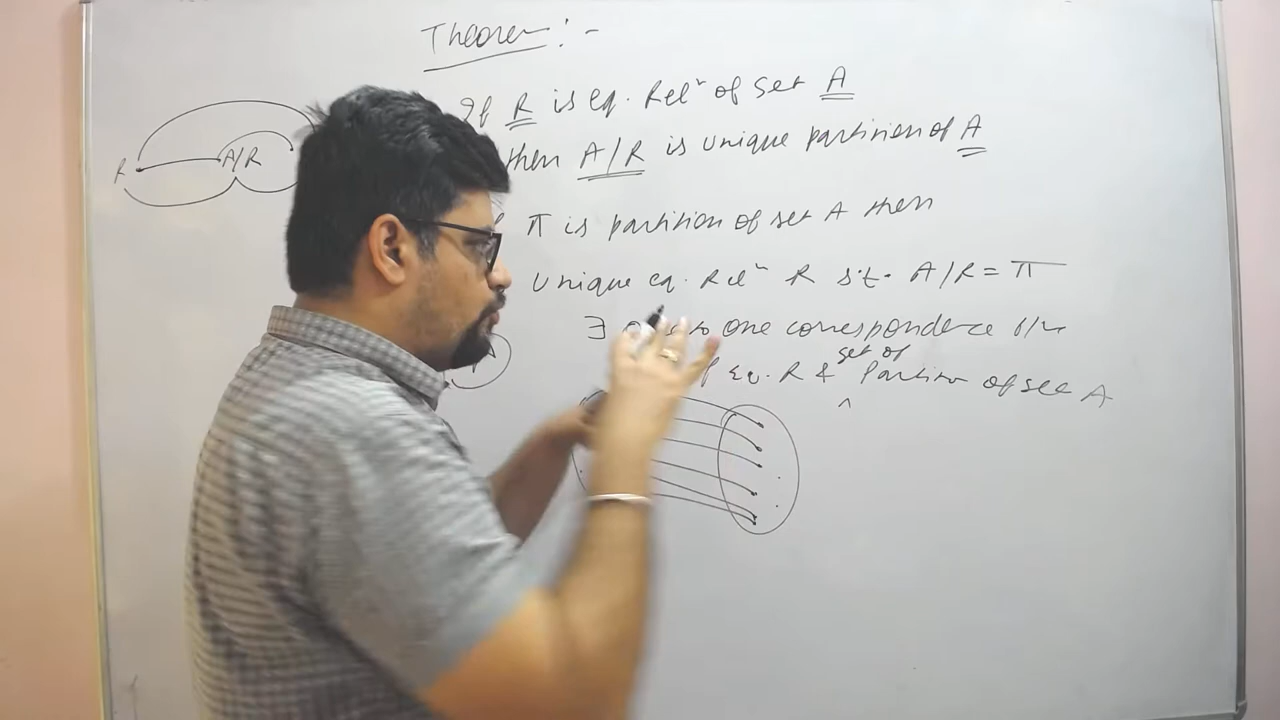 Theorem :-
If R is eq. Relⁿ of set A
then A/R is unique partition of A
R A/R
π is partition of set A then
unique eq. Relⁿ R s.t. A/R = π
∃ one correspondence b/w
set of
Eq. R & Partition of set A
^